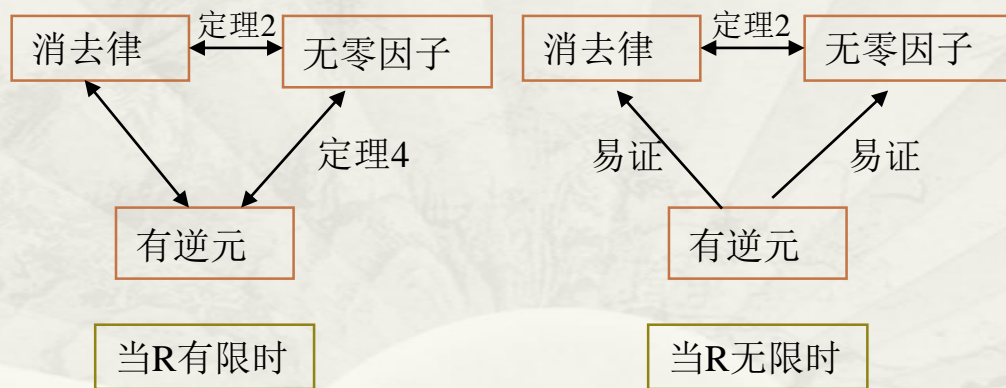 定理2
消去律
无零因子
定理4
有逆元
当R有限时
定理2
消去律
无零因子
易证
易证
有逆元
当R无限时